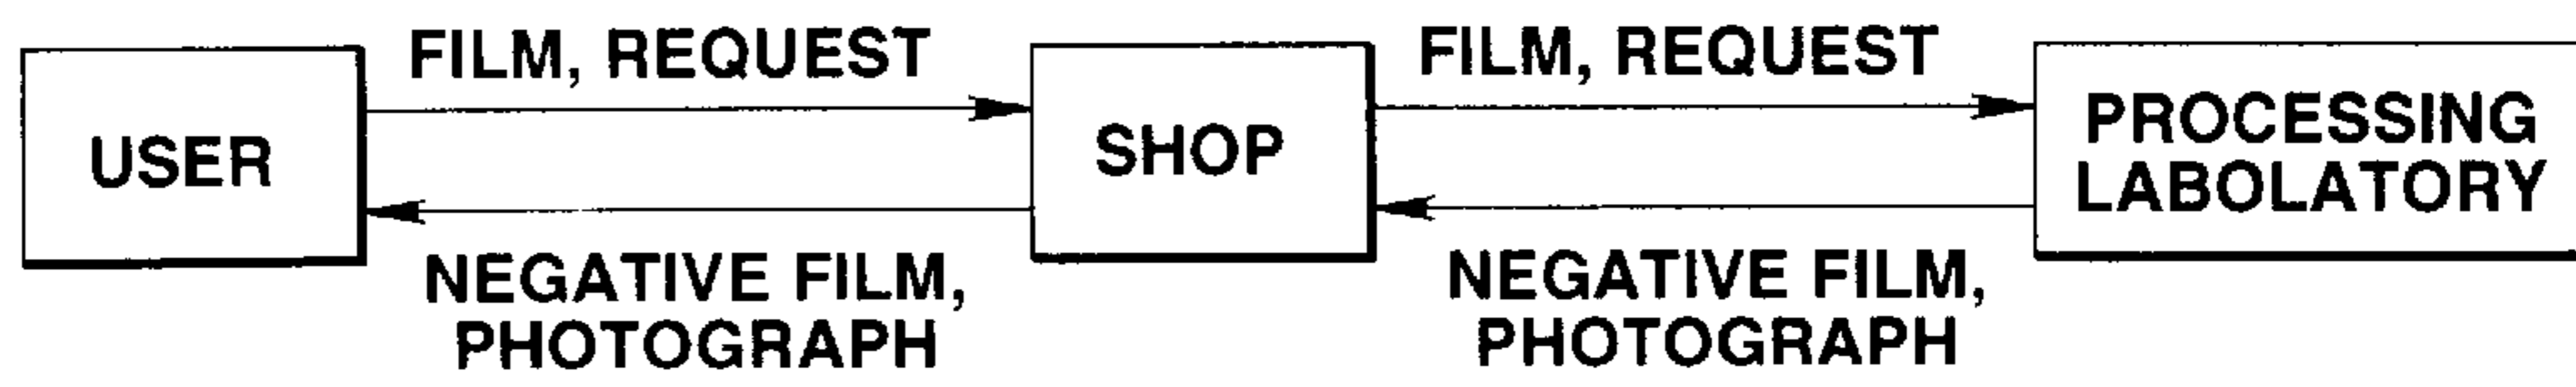 FILM, REQUEST
FILM, REQUEST
USER
SHOP
PROCESSING
LABOLATORY
NEGATIVE FILM,
PHOTOGRAPH
NEGATIVE FILM,
PHOTOGRAPH